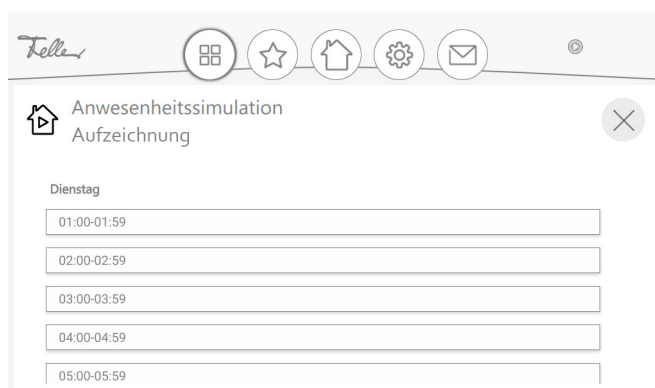 Feller
Anwesenheitssimulation
Aufzeichnung
Dienstag
01:00-01:59
02:00-02:59
03:00-03:59
04:00-04:59
05:00-05:59